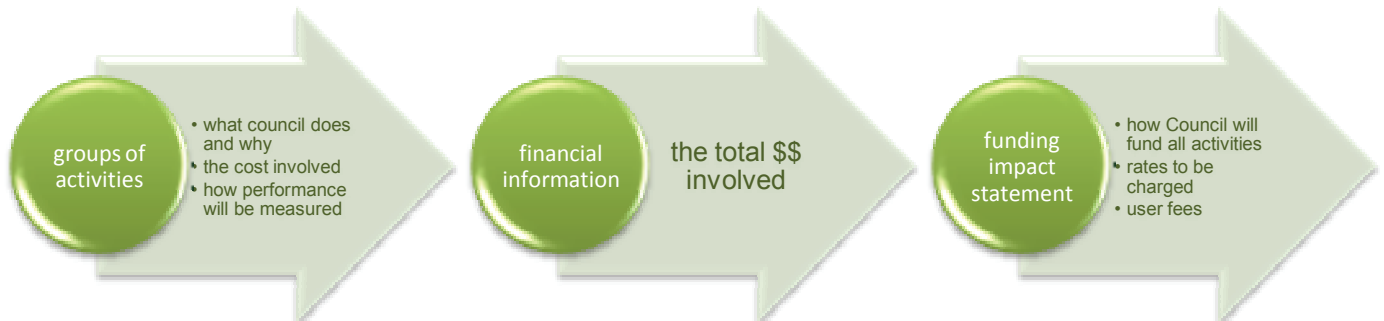 groups of
activities
• what council does
and why
• the cost involved
• how performance
will be measured
financial
information
the total $$
involved
funding
impact
statement
• how Council will
fund all activities
• rates to be
charged
• user fees